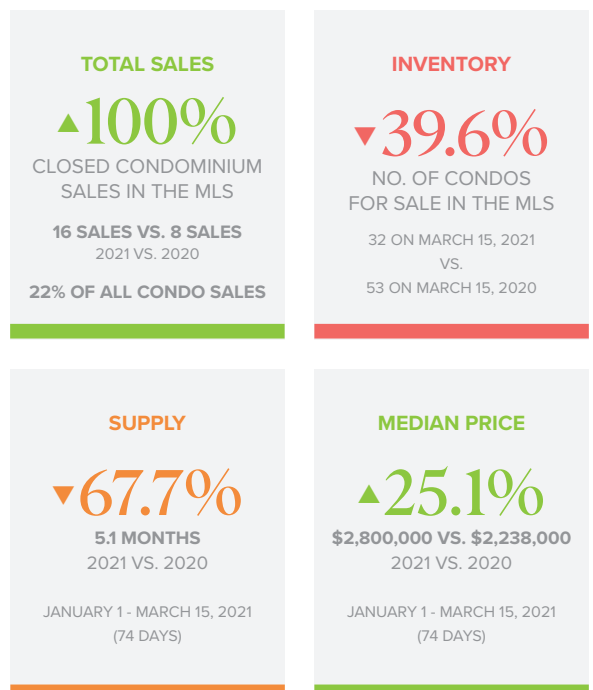 TOTAL SALES
▲100%
CLOSED CONDOMINIUM
SALES IN THE MLS
16 SALES VS. 8 SALES
2021 VS. 2020
22% OF ALL CONDO SALES
INVENTORY
▼39.6%
NO. OF CONDOS
FOR SALE IN THE MLS
32 ON MARCH 15, 2021
VS.
53 ON MARCH 15, 2020
SUPPLY
▼67.7%
5.1 MONTHS
2021 VS. 2020
JANUARY 1 - MARCH 15, 2021
(74 DAYS)
MEDIAN PRICE
▲25.1%
$2,800,000 VS. $2,238,000
2021 VS. 2020
JANUARY 1 - MARCH 15, 2021
(74 DAYS)